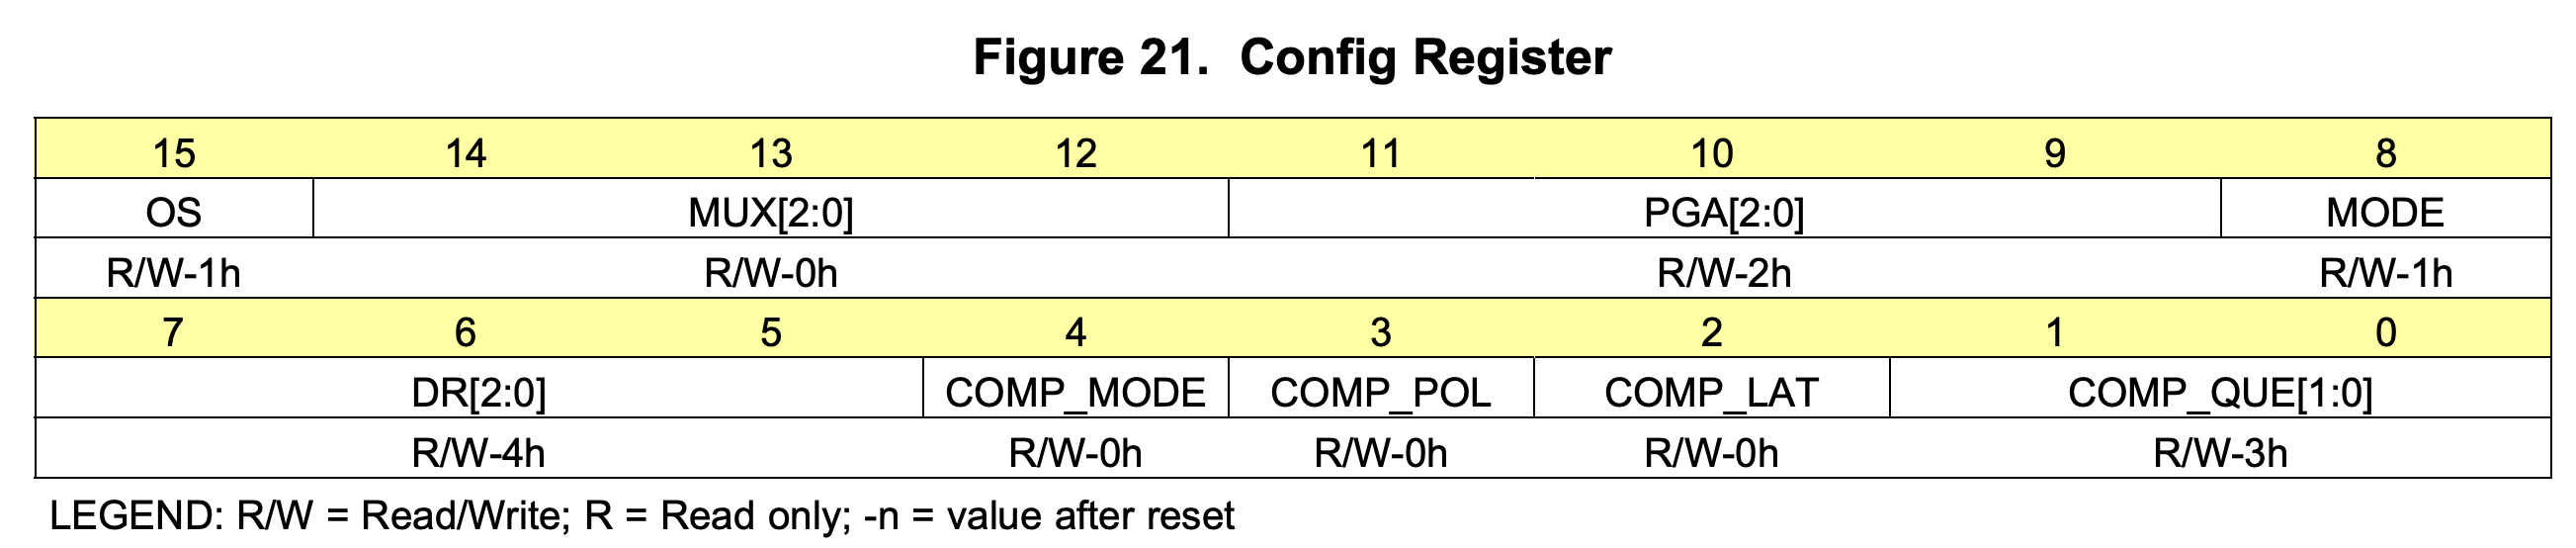 Figure 21. Config Register
15 14 13 12 11 10 9 8
OS MUX[2:0] PGA[2:0] MODE
R/W-1h R/W-0h R/W-2h R/W-1h
7 6 5 4 3 2 1 0
DR[2:0] COMP_MODE COMP_POL COMP_LAT COMP_QUE[1:0]
R/W-4h R/W-0h R/W-0h R/W-0h R/W-3h
LEGEND: R/W = Read/Write; R = Read only; -n = value after reset